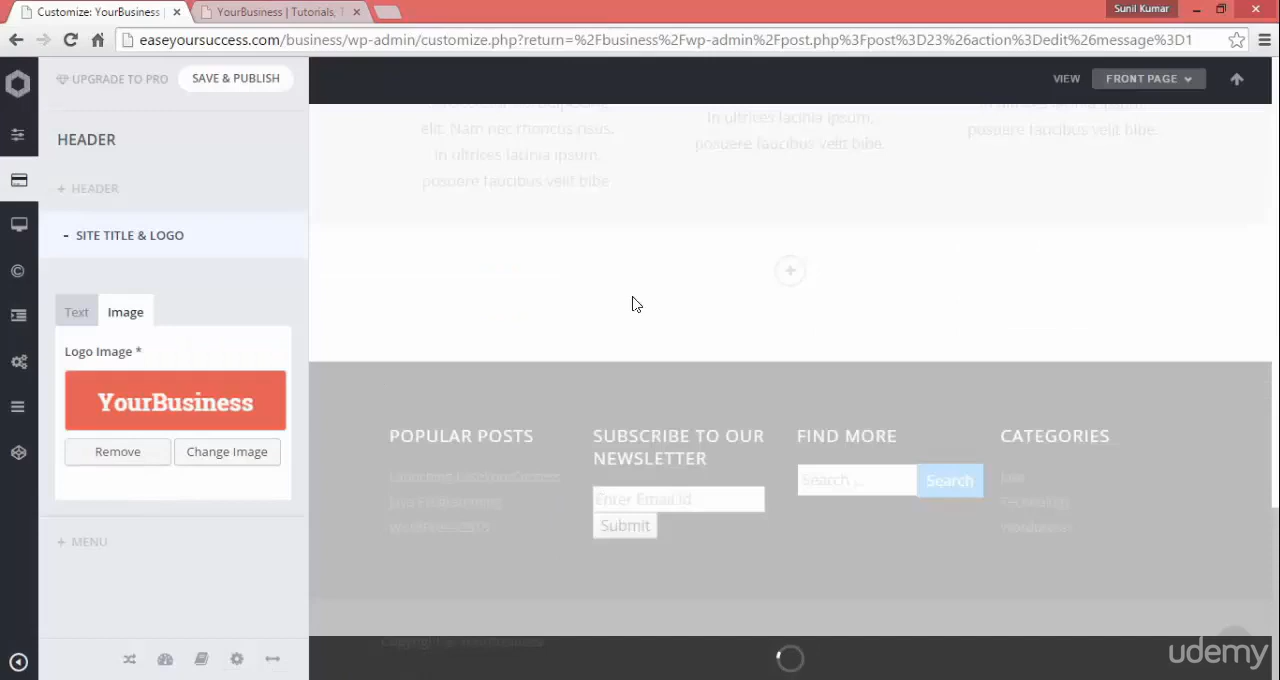 Customize: YourBusiness |
YourBusiness | Tutorials, T
Sunil Kumar
easeyoursuccess.com/business/wp-admin/customize.php?return=%2Fbusiness%2Fwp-admin%2Fpost.php%3Fpost%3D23%26action%3Dedit%26message%3D1
UPGRADE TO PRO
SAVE & PUBLISH
VIEW
FRONT PAGE
HEADER
+ HEADER
- SITE TITLE & LOGO
Text
Image
Logo Image *
YourBusiness
Remove
Change Image
+ MENU
elit. Nam nec rhoncus risus.
In ultrices lacinia ipsum,
posuere faucibus velit bibe.
In ultrices lacinia ipsum,
posuere faucibus velit bibe.
posuere faucibus velit bibe.
POPULAR POSTS
SUBSCRIBE TO OUR
NEWSLETTER
Enter Email id
Submit
FIND MORE
Search ...
Search
CATEGORIES
udemy